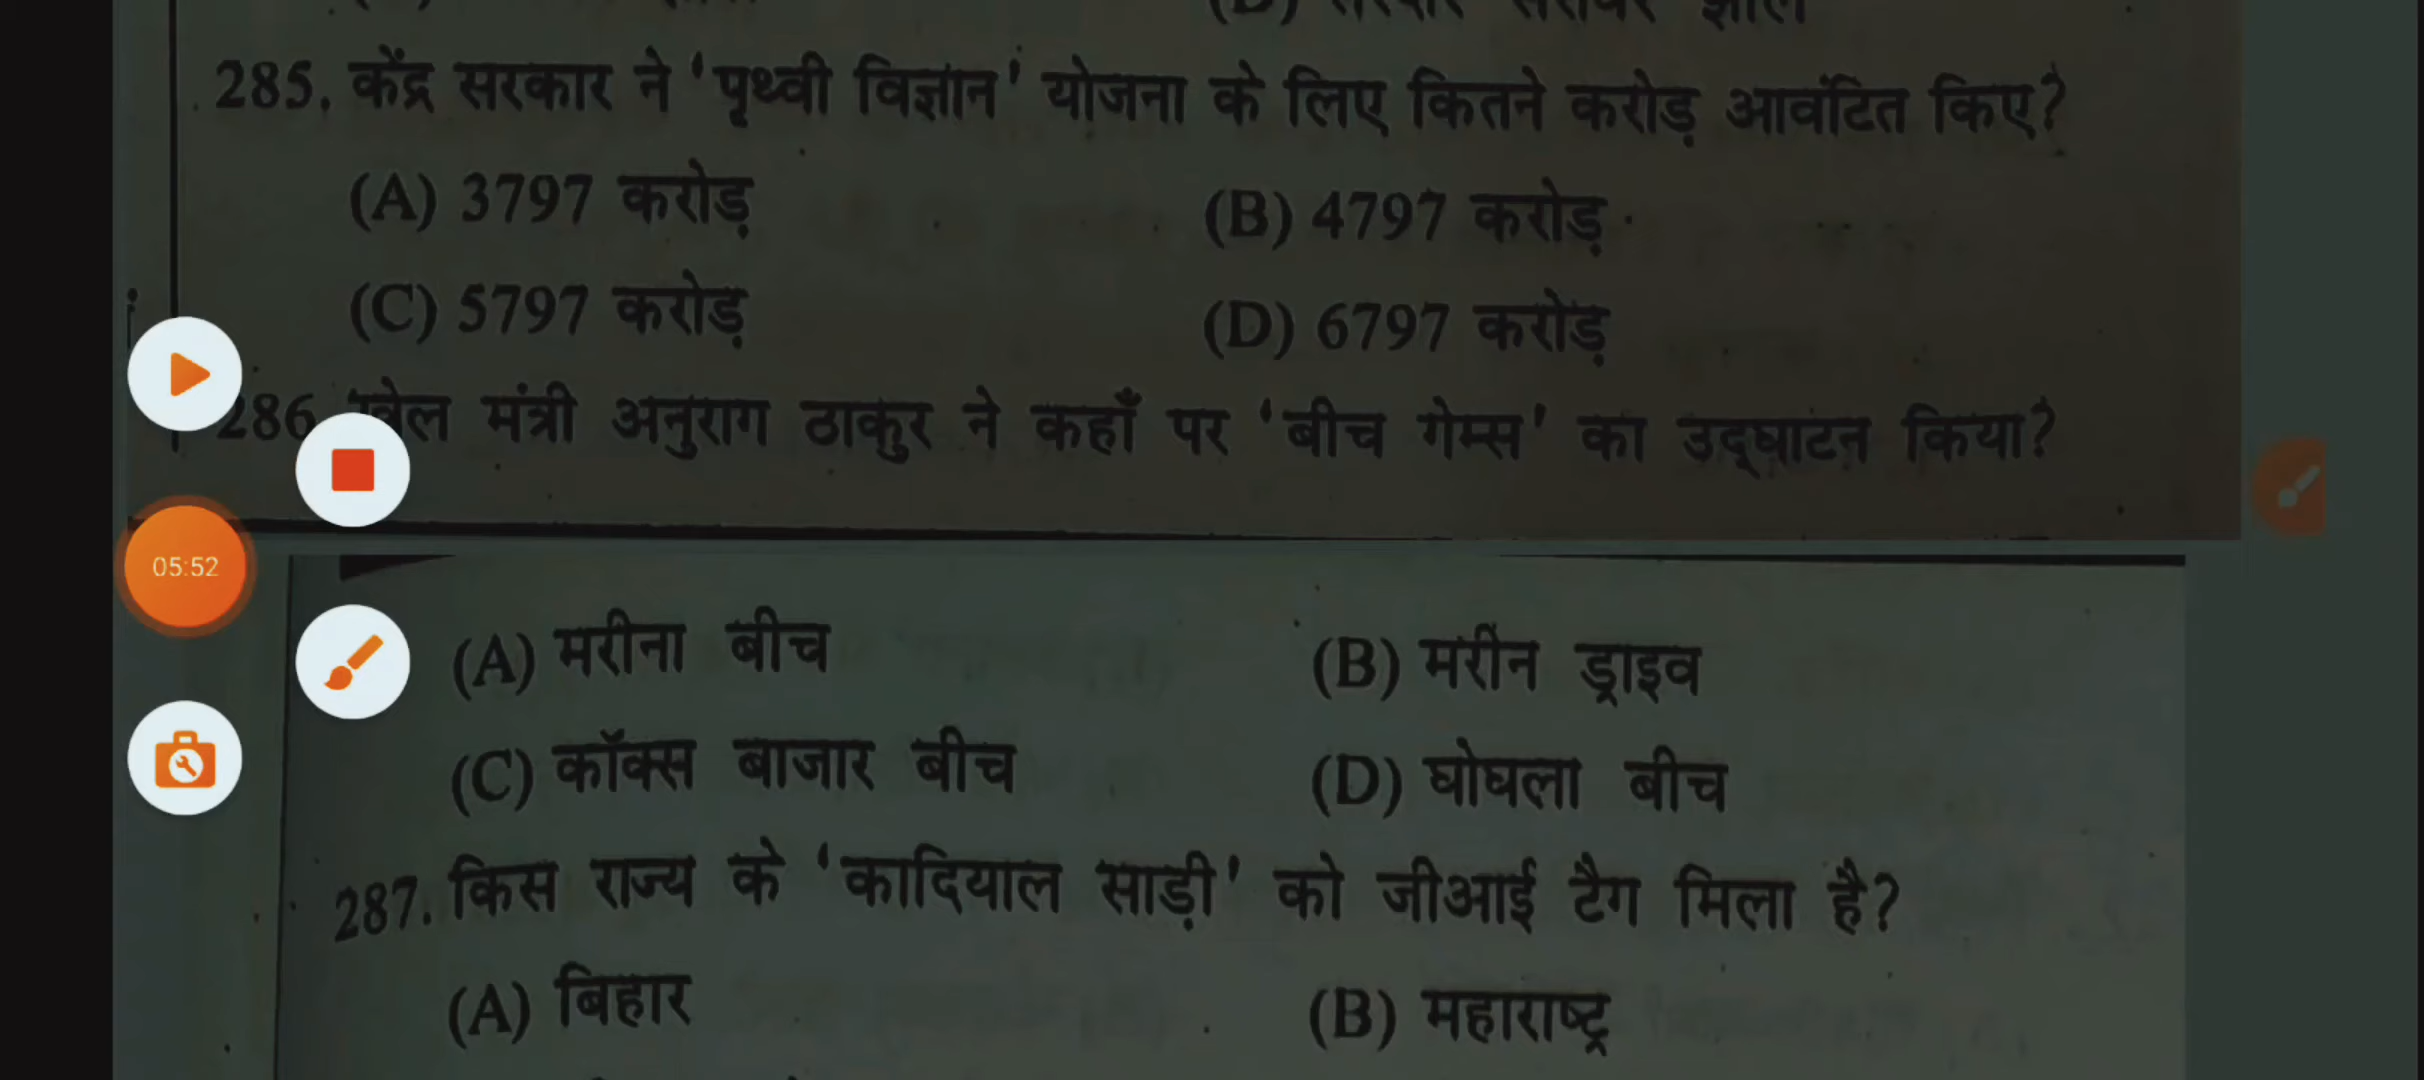 285. केंद्र सरकार ने 'पृथ्वी विज्ञान' योजना के लिए कितने करोड़ आवंटित किए?
(A) 3797 करोड़ (B) 4797 करोड़
(C) 5797 करोड़ (D) 6797 करोड़
286 खेल मंत्री अनुराग ठाकुर ने कहाँ पर 'बीच गेम्स' का उद्घाटन किया?
05:52
(A) मरीना बीच (B) मरीन ड्राइव
(C) कॉक्स बाजार बीच (D) घोघला बीच
287. किस राज्य के 'कादियाल साड़ी' को जीआई टैग मिला है?
(A) बिहार (B) महाराष्ट्र